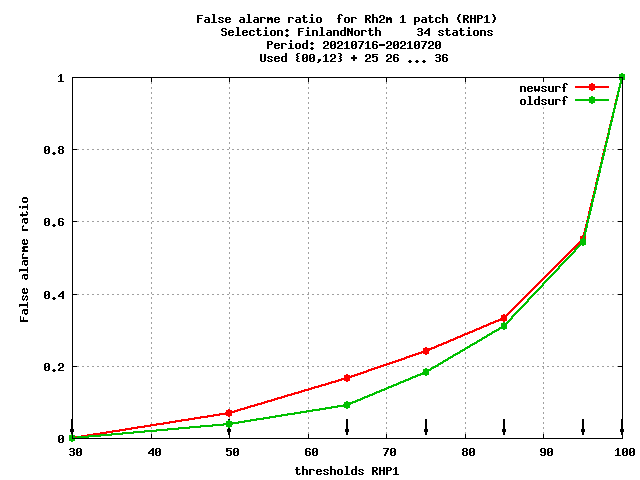 False alarme ratio  for Rh2m 1 patch (RHP1)
Selection: FinlandNorth     34 stations
Period: 20210716-20210720
Used {00,12} + 25 26 ... 36
newsurf
oldsurf
1
0.8
0.6
0.4
0.2
0
False alarme ratio
30 40 50 60 70 80 90 100
thresholds RHP1